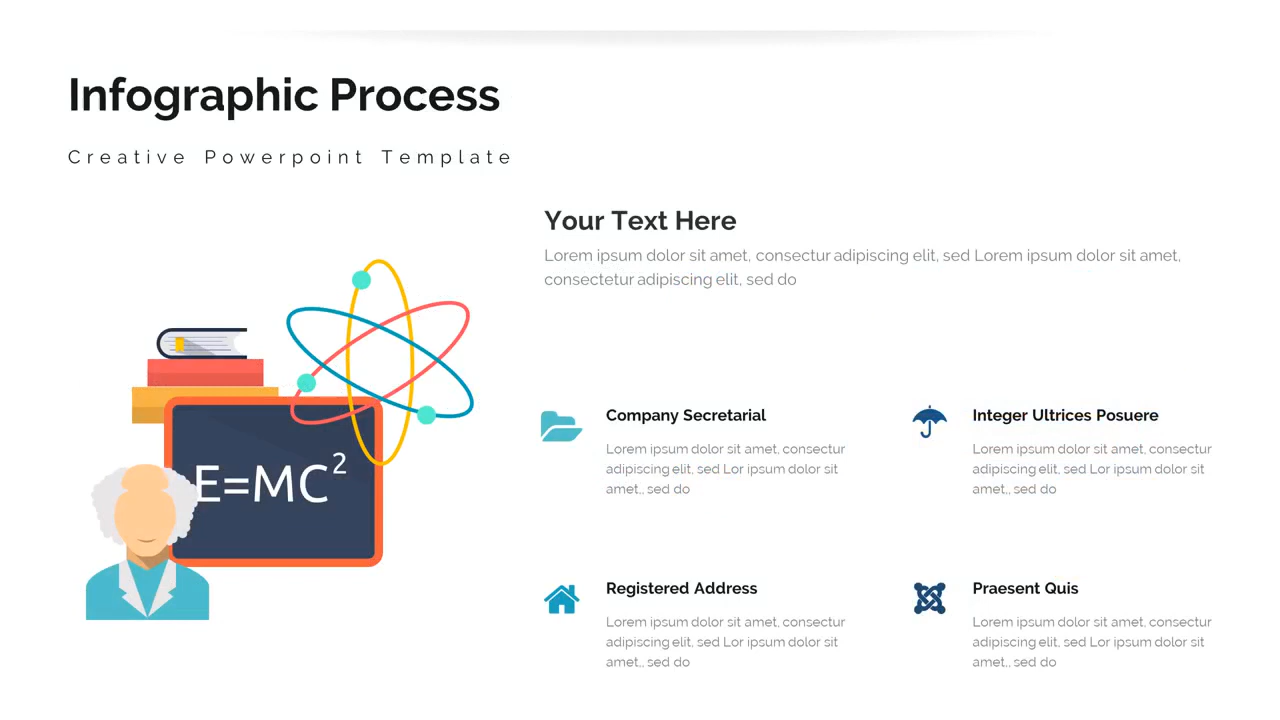 Infographic Process
Creative Powerpoint Template
Your Text Here
Lorem ipsum dolor sit amet, consectur adipiscing elit, sed Lorem ipsum dolor sit amet,
consectetur adipiscing elit, sed do
E=MC²
Company Secretarial
Lorem ipsum dolor sit amet, consectur
adipiscing elit, sed Lor ipsum dolor sit
amet,, sed do
Integer Ultrices Posuere
Lorem ipsum dolor sit amet, consectur
adipiscing elit, sed Lor ipsum dolor sit
amet,, sed do
Registered Address
Lorem ipsum dolor sit amet, consectur
adipiscing elit, sed Lor ipsum dolor sit
amet,, sed do
Praesent Quis
Lorem ipsum dolor sit amet, consectur
adipiscing elit, sed Lor ipsum dolor sit
amet,, sed do